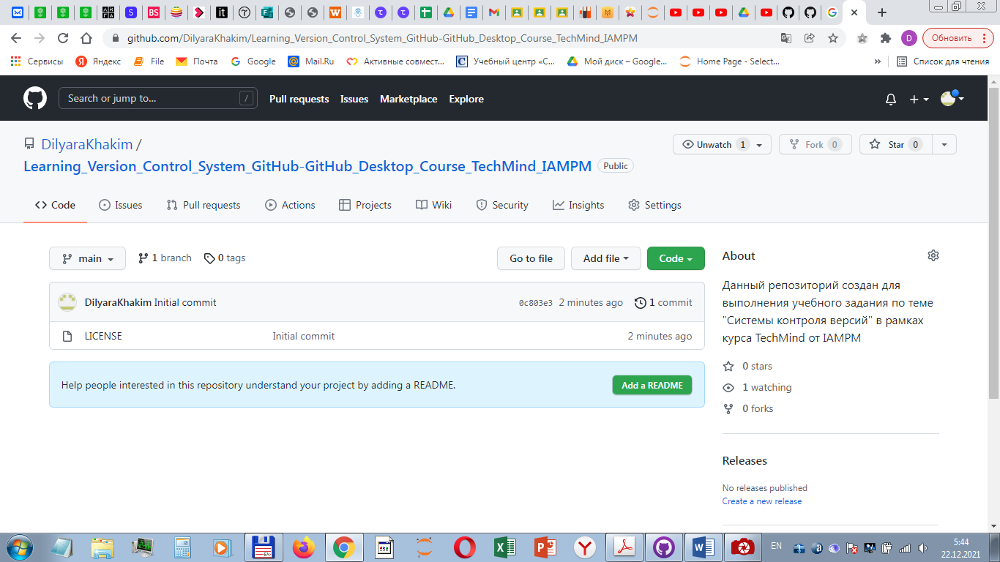 github.com/DilyaraKhakim/Learning_Version_Control_System_GitHub-GitHub_Desktop_Course_TechMind_IAMPM
D
Обновить
Сервисы Яндекс File Почта Google Mail.Ru Активные совмест... Учебный центр «С... Мой диск – Google... Home Page - Select... » Список для чтения
Search or jump to... / Pull requests Issues Marketplace Explore
DilyaraKhakim /
Learning_Version_Control_System_GitHub-GitHub_Desktop_Course_TechMind_IAMPM Public
Unwatch 1 Fork 0 Star 0
Code Issues Pull requests Actions Projects Wiki Security Insights Settings
main 1 branch 0 tags Go to file Add file Code
DilyaraKhakim Initial commit 0c803e3 2 minutes ago 1 commit
LICENSE Initial commit 2 minutes ago
Help people interested in this repository understand your project by adding a README. Add a README
About
Данный репозиторий создан для
выполнения учебного задания по теме
"Системы контроля версий" в рамках
курса TechMind от IAMPM
0 stars
1 watching
0 forks
Releases
No releases published
Create a new release
EN
5:44
22.12.2021